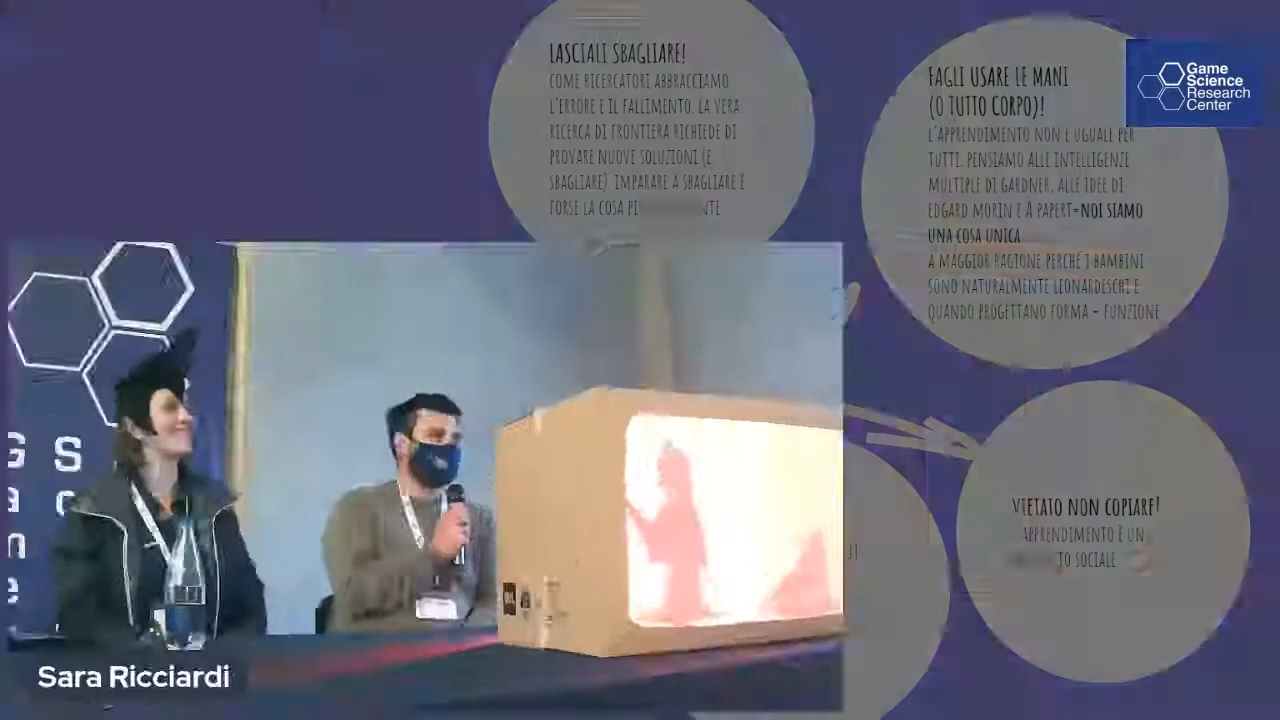 LASCIALI SBAGLIARE!
COME RICERCATORI ABBRACCIAMO
L'ERRORE E IL FALLIMENTO. LA VERA
RICERCA DI FRONTIERA RICHIEDE DI
PROVARE NUOVE SOLUZIONI (E
SBAGLIARE). IMPARARE A SBAGLIARE È
FORSE LA COSA
FAGLI USARE LE MANI
(O TUTTO CORPO)!
L'APPRENDIMENTO NON È UGUALE PER
TUTTI. PENSIAMO ALLE INTELLIGENZE
MULTIPLE DI GARDNER, ALLE IDEE DI
EDGARD MORIN E A PAPERT=NOI SIAMO
UNA COSA UNICA
A MAGGIOR RAGIONE PERCHÉ I BAMBINI
SONO NATURALMENTE LEONARDESCHI E
QUANDO PROGETTANO FORMA = FUNZIONE
Game
Science
Research
Center
VIETATO NON COPIARE!
APPRENDIMENTO È UN
SOCIALE
Sara Ricciardi